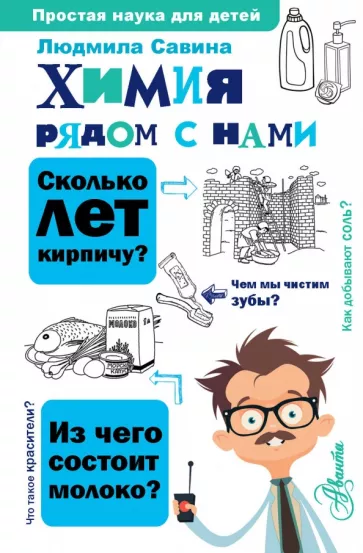 Простая наука для детей
Людмила Савина
Химия
рядом с нами
Сколько
лет
кирпичу?
Чем мы чистим
зубы?
Как добывают соль?
МОЛОКО
Что такое красители?
Из чего
состоит
молоко?
Аванта